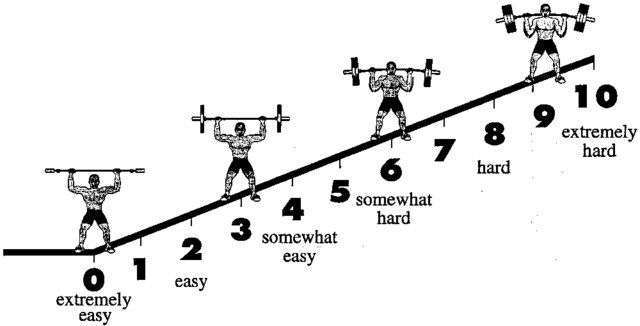 0
extremely
easy
1
2
easy
3
4
somewhat
easy
5
6
somewhat
hard
7
8
hard
9
10
extremely
hard